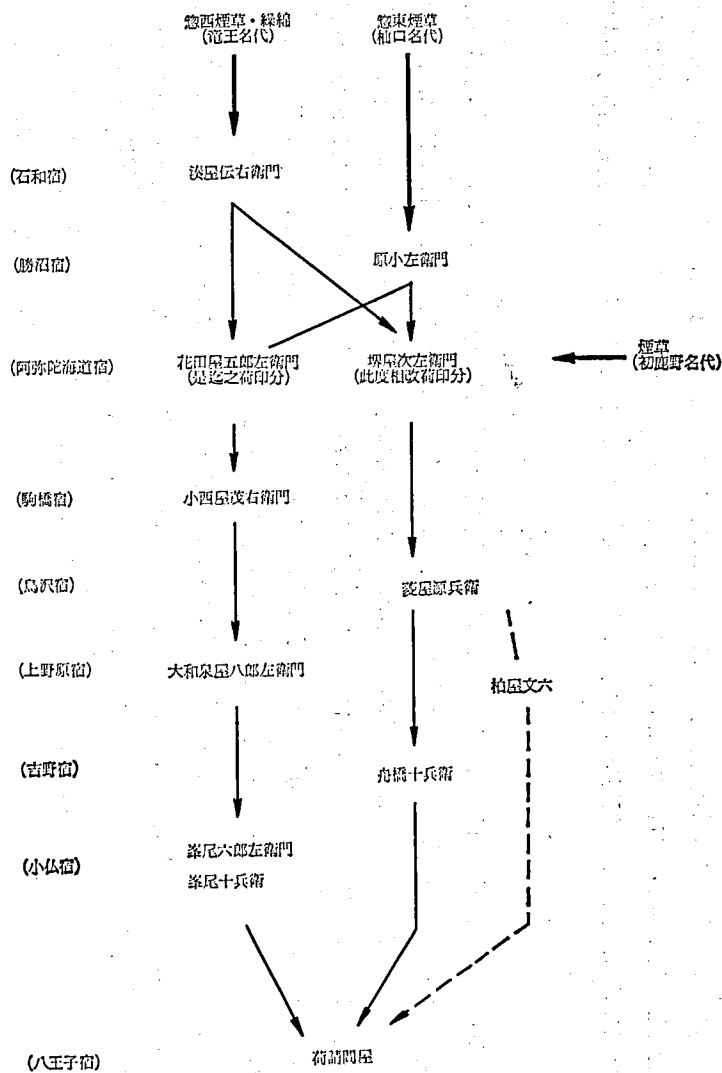 惣西煙草・繰綿
(竜王名代)
惣東煙草
(杣口名代)
(石和宿)
湊屋伝右衛門
(勝沼宿)
原小左衛門
(阿弥陀海道宿)
花田屋五郎左衛門
(是迄之荷印分)
堺屋次左衛門
(此度相改荷印分)
煙草
(初鹿野名代)
(駒橋宿)
小西屋茂右衛門
(鳥沢宿)
菱屋源兵衛
(上野原宿)
大和泉屋八郎左衛門
柏屋文六
(吉野宿)
舟橋十兵衛
(小仏宿)
峯尾六郎左衛門
峯尾十兵衛
(八王子宿)
荷請問屋